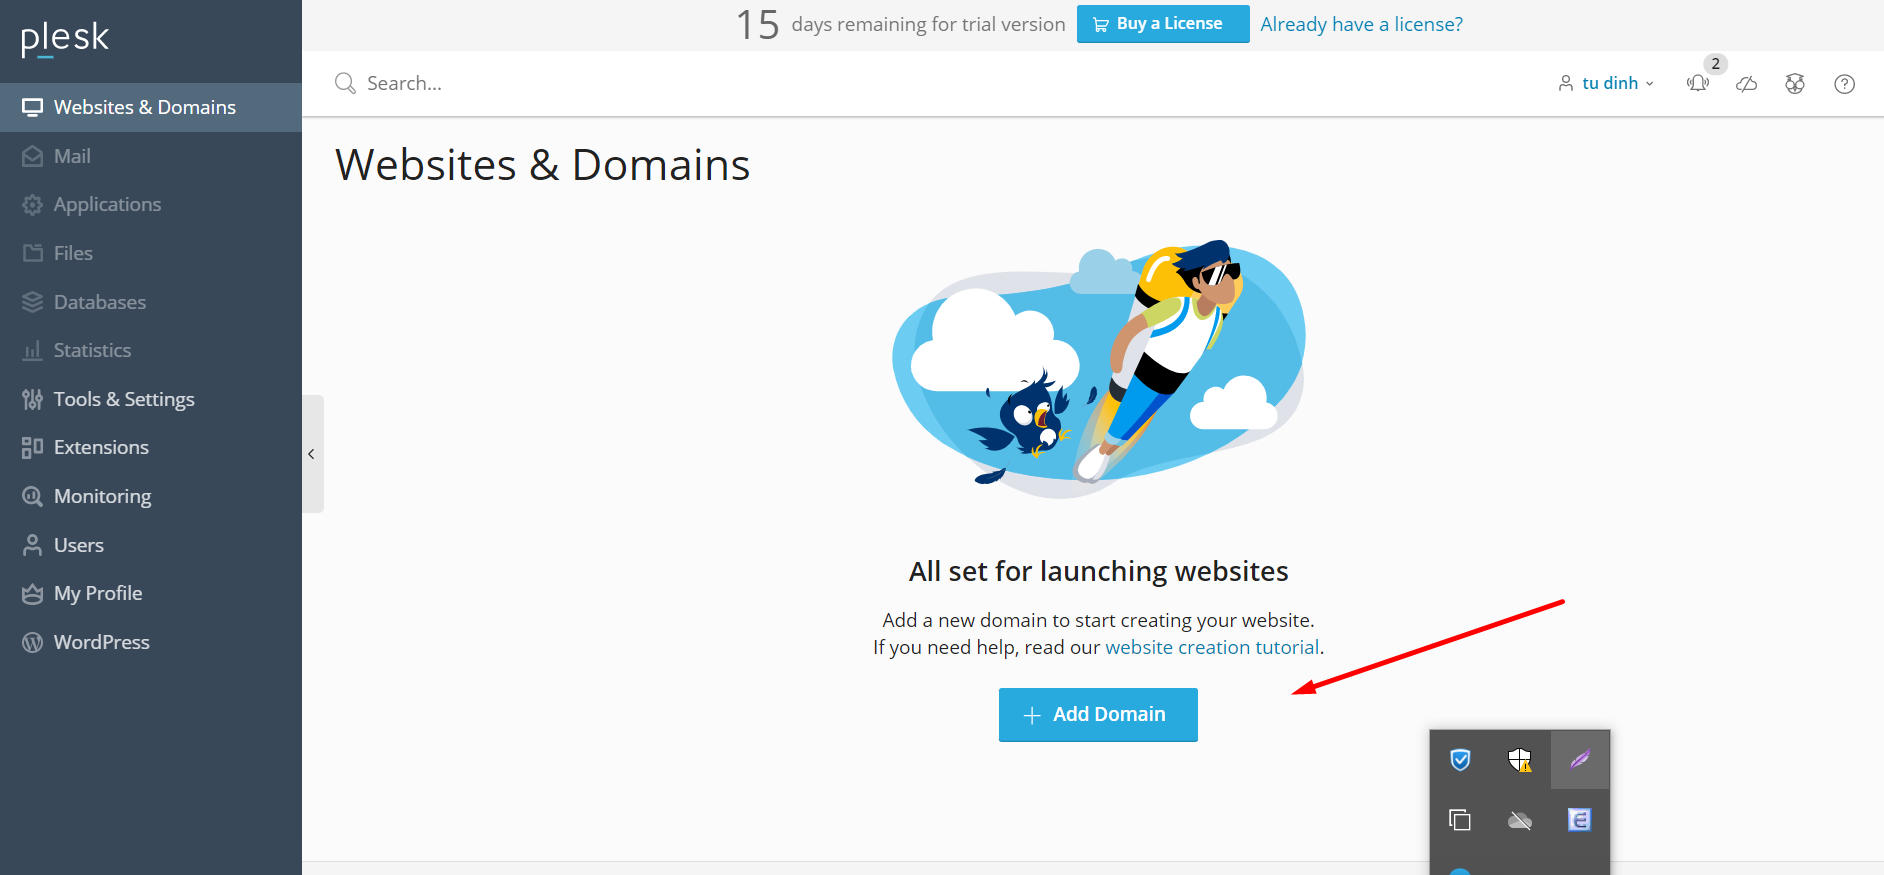 plesk
15 days remaining for trial version Buy a License Already have a license?
Search... tu dinh 2
Websites & Domains
Mail
Applications
Files
Databases
Statistics
Tools & Settings
Extensions
Monitoring
Users
My Profile
WordPress
Websites & Domains
All set for launching websites
Add a new domain to start creating your website.
If you need help, read our website creation tutorial.
Add Domain